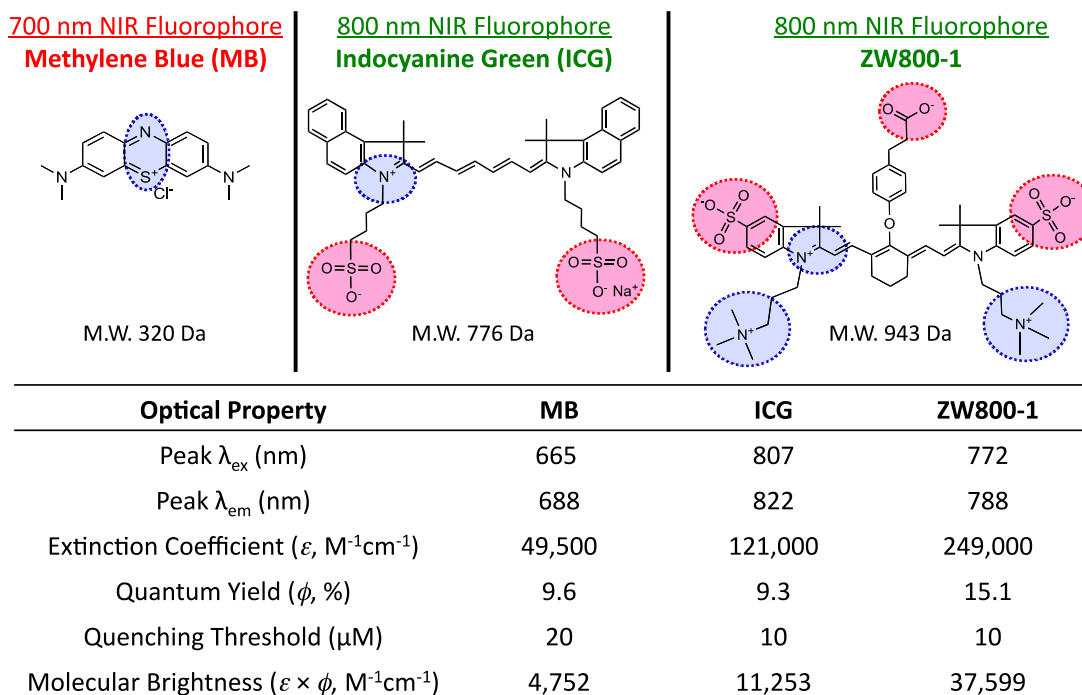 700 nm NIR Fluorophore
Methylene Blue (MB)
N
N
S+
N
Cl-
M.W. 320 Da
800 nm NIR Fluorophore
Indocyanine Green (ICG)
N+
N
O=S=O
O-
O=S=O
O- Na+
M.W. 776 Da
800 nm NIR Fluorophore
ZW800-1
O
O-
-O
O
S
O
O
O
S
O
O-
N+
N
N+
N+
M.W. 943 Da
Optical Property MB ICG ZW800-1
Peak λex (nm) 665 807 772
Peak λem (nm) 688 822 788
Extinction Coefficient (ε, M-1cm-1) 49,500 121,000 249,000
Quantum Yield (ϕ, %) 9.6 9.3 15.1
Quenching Threshold (µM) 20 10 10
Molecular Brightness (ε × ϕ, M-1cm-1) 4,752 11,253 37,599